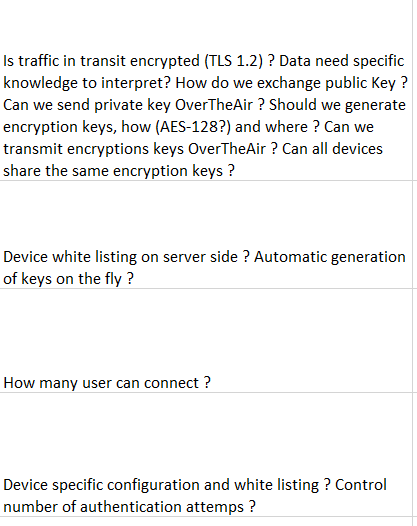 Is traffic in transit encrypted (TLS 1.2) ? Data need specific
knowledge to interpret? How do we exchange public Key ?
Can we send private key OverTheAir ? Should we generate
encryption keys, how (AES-128?) and where ? Can we
transmit encryptions keys OverTheAir ? Can all devices
share the same encryption keys ?
Device white listing on server side ? Automatic generation
of keys on the fly ?
How many user can connect ?
Device specific configuration and white listing ? Control
number of authentication attemps ?